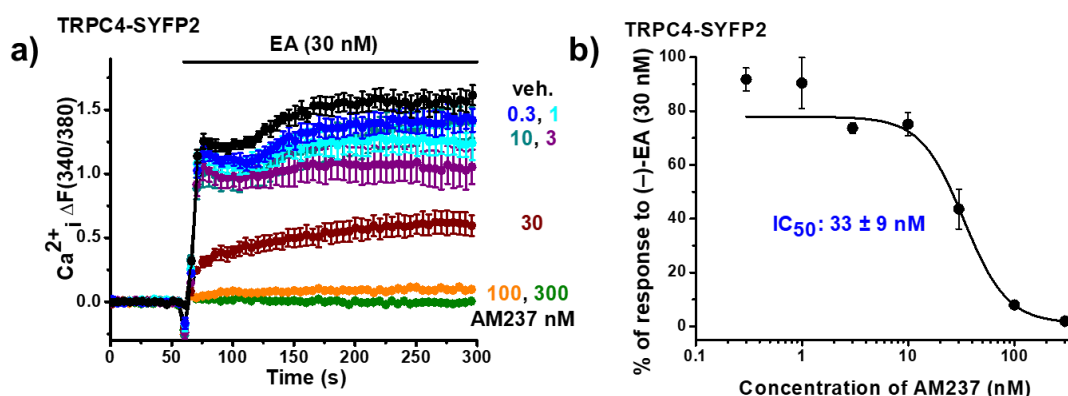 TRPC4-SYFP2
a)
EA (30 nM)
veh.
0.3, 1
10, 3
30
100, 300
AM237 nM
Ca2+i ΔF(340/380)
1.5
1.0
0.5
0.0
0 50 100 150 200 250 300
Time (s)
b)
TRPC4-SYFP2
% of response to (–)-EA (30 nM)
100
80
60
40
20
0
IC50: 33 ± 9 nM
0.1 1 10 100
Concentration of AM237 (nM)